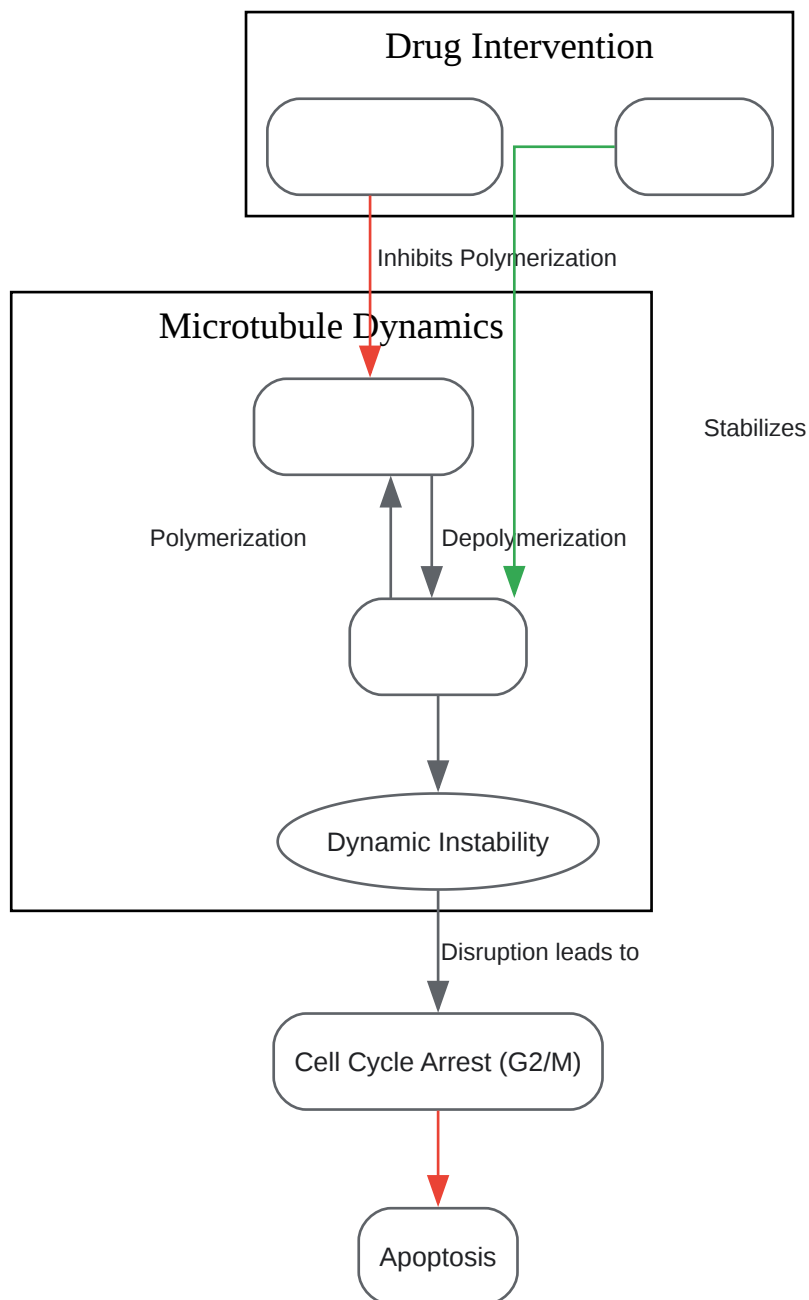 Drug Intervention
Inhibits Polymerization
Microtubule Dynamics
Stabilizes
Polymerization
Depolymerization
Dynamic Instability
Disruption leads to
Cell Cycle Arrest (G2/M)
Apoptosis